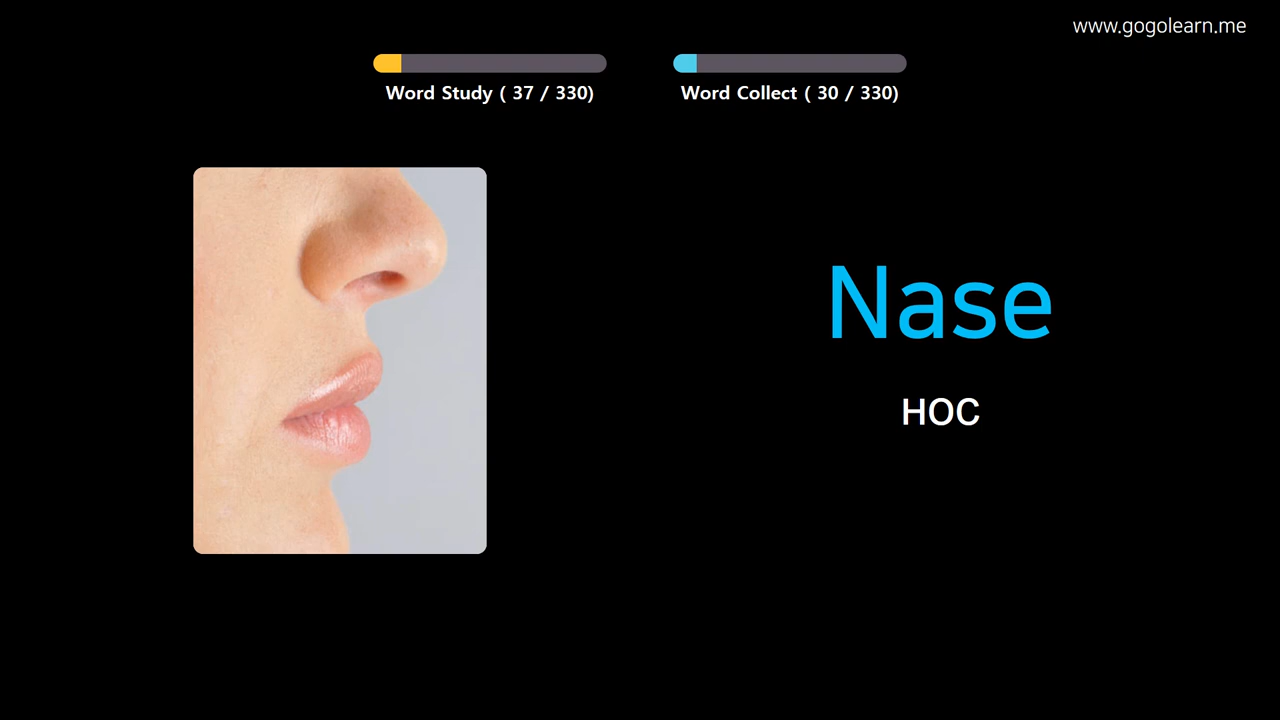 www.gogolearn.me
Word Study ( 37 / 330)
Word Collect ( 30 / 330)
Nase
нос